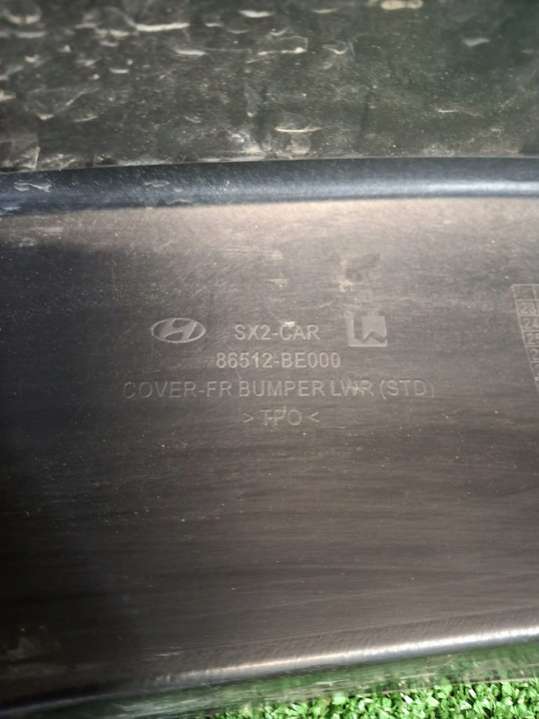 SX2-CAR
86512-BE000
COVER-FR BUMPER LWR (STD)
>TPO<